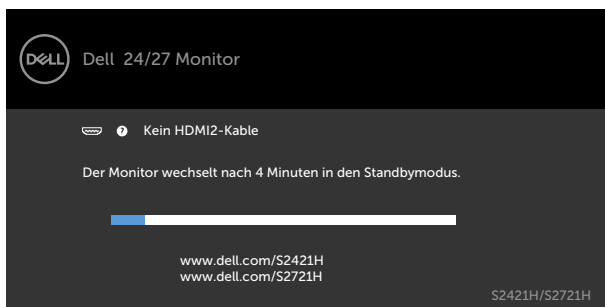 DELL
Dell 24/27 Monitor
? Kein HDMI2-Kable
Der Monitor wechselt nach 4 Minuten in den Standbymodus.
www.dell.com/S2421H
www.dell.com/S2721H
S2421H/S2721H